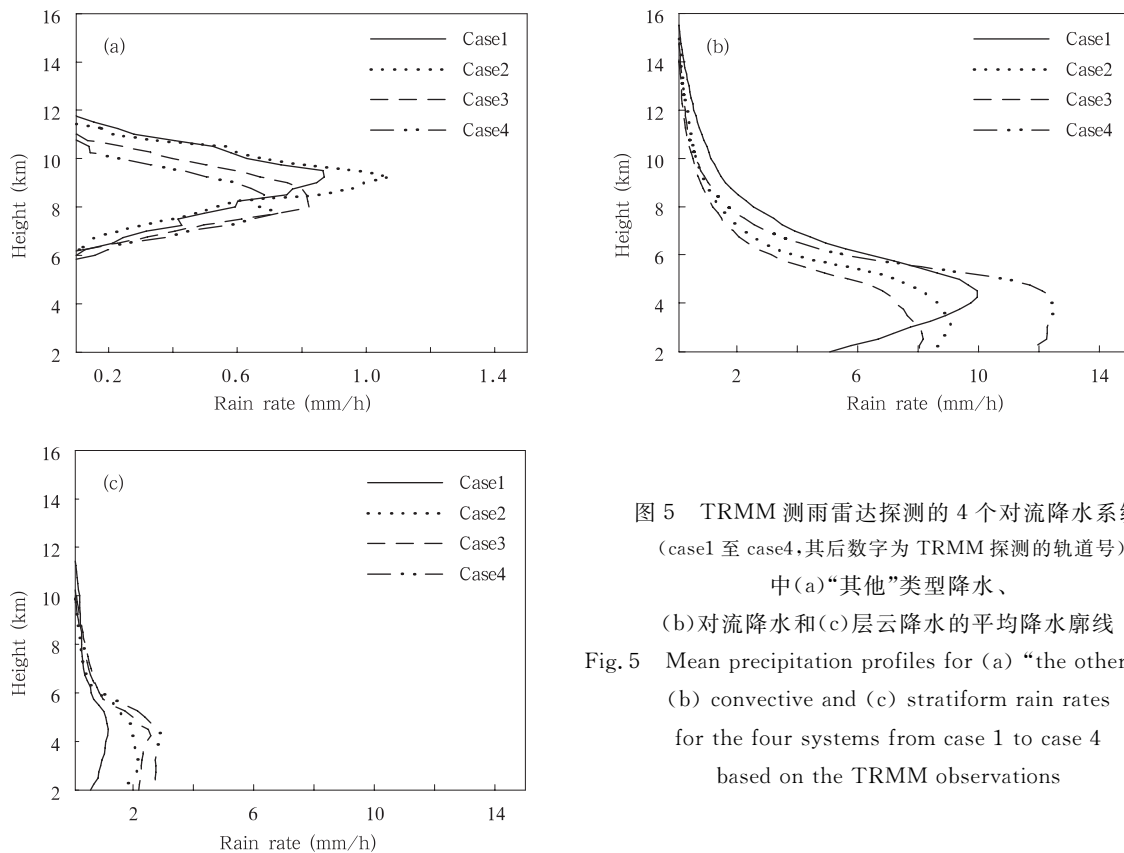 16
14
12
10
8
6
4
2
Height (km)
(a)
Case1
Case2
Case3
Case4
0.2 0.6 1.0 1.4
Rain rate (mm/h)
16
14
12
10
8
6
4
2
Height (km)
(b)
Case1
Case2
Case3
Case4
2 6 10 14
Rain rate (mm/h)
16
14
12
10
8
6
4
2
Height (km)
(c)
Case1
Case2
Case3
Case4
2 6 10 14
Rain rate (mm/h)
图 5 TRMM 测雨雷达探测的 4 个对流降水系
(case1 至 case4,其后数字为 TRMM 探测的轨道号)
中(a)“其他”类型降水、
(b)对流降水和(c)层云降水的平均降水廓线
Fig. 5 Mean precipitation profiles for (a) “the other
(b) convective and (c) stratiform rain rates
for the four systems from case 1 to case 4
based on the TRMM observations